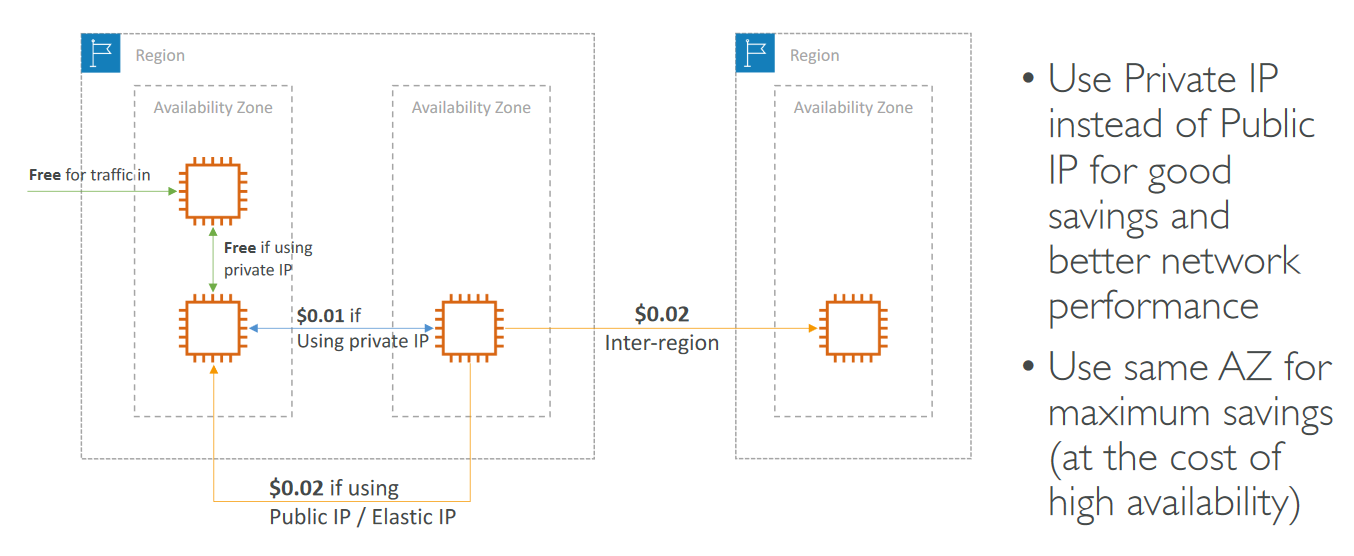 Region
Availability Zone
Availability Zone
Free for traffic in
Free if using
private IP
$0.01 if
Using private IP
$0.02 if using
Public IP / Elastic IP
$0.02
Inter-region
Region
Availability Zone
• Use Private IP
instead of Public
IP for good
savings and
better network
performance
• Use same AZ for
maximum savings
(at the cost of
high availability)